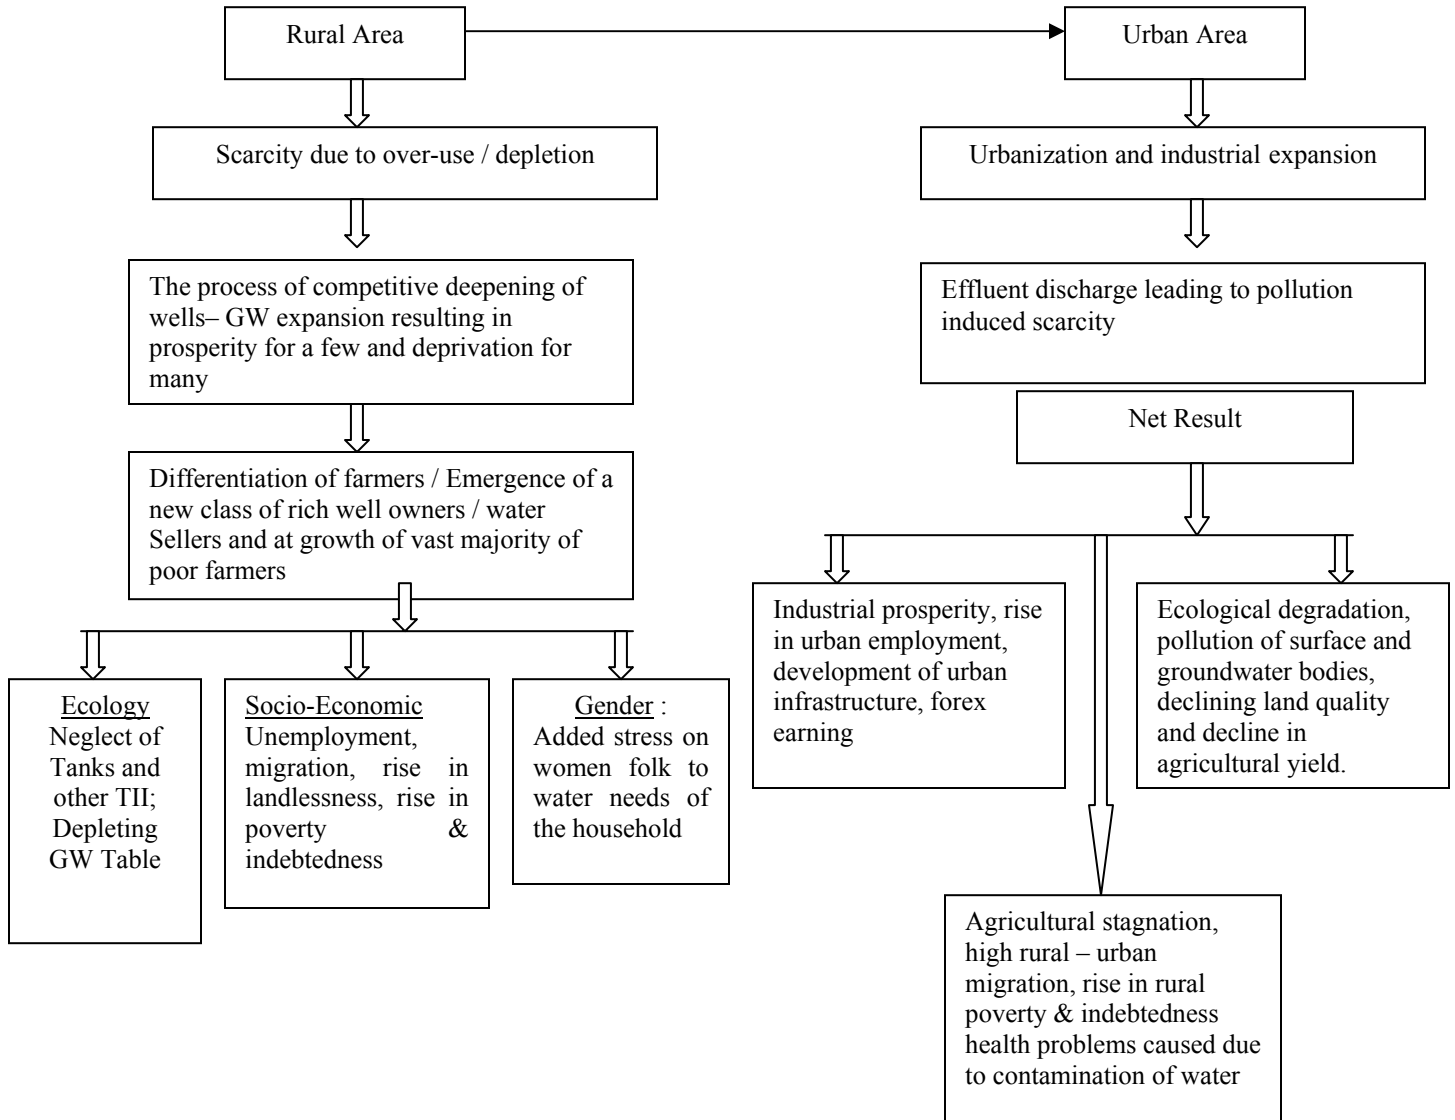 Rural Area
Urban Area
Scarcity due to over-use / depletion
Urbanization and industrial expansion
The process of competitive deepening of
wells– GW expansion resulting in
prosperity for a few and deprivation for
many
Effluent discharge leading to pollution
induced scarcity
Net Result
Differentiation of farmers / Emergence of a
new class of rich well owners / water
Sellers and at growth of vast majority of
poor farmers
Industrial prosperity, rise
in urban employment,
development of urban
infrastructure, forex
earning
Ecological degradation,
pollution of surface and
groundwater bodies,
declining land quality
and decline in
agricultural yield.
Ecology
Neglect of
Tanks and
other TII;
Depleting
GW Table
Socio-Economic
Unemployment,
migration, rise in
landlessness, rise in
poverty &
indebtedness
Gender :
Added stress on
women folk to
water needs of
the household
Agricultural stagnation,
high rural – urban
migration, rise in rural
poverty & indebtedness
health problems caused due
to contamination of water